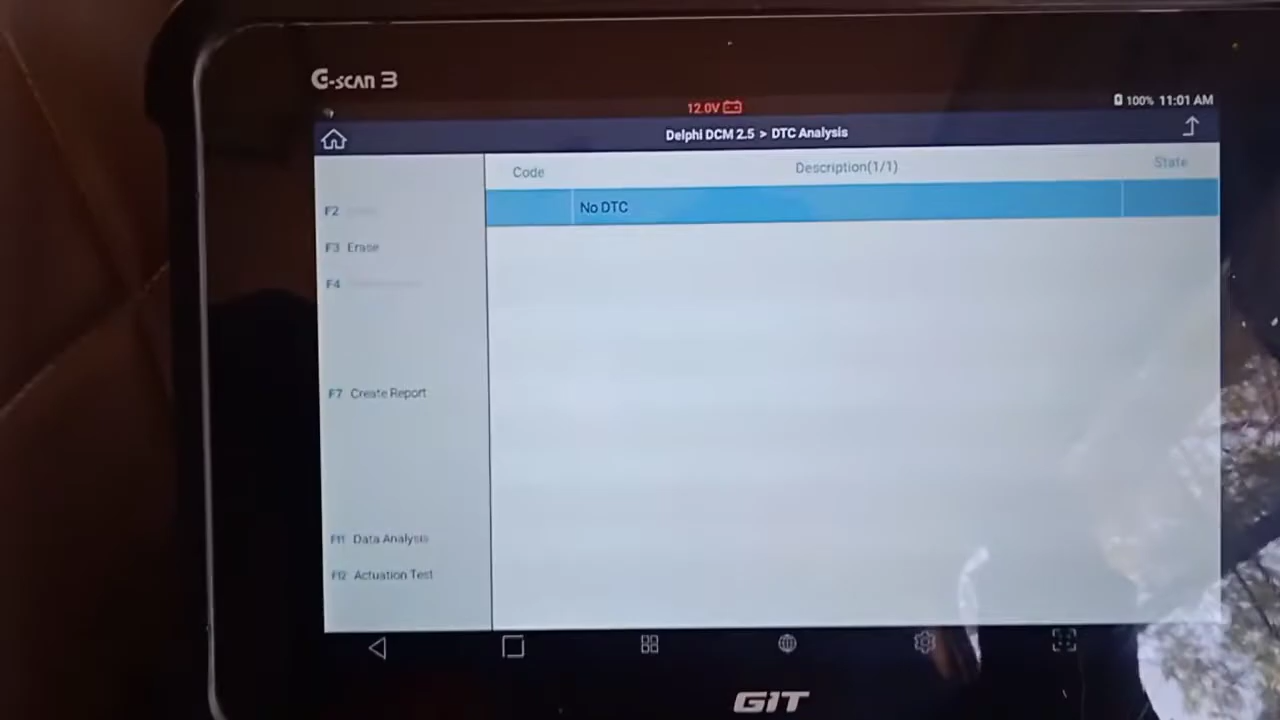 G-SCAN 3
12.0V
100% 11:01 AM
Delphi DCM 2.5 > DTC Analysis
Code Description(1/1) State
No DTC
F2
F3 Erase
F4
F7 Create Report
F11 Data Analysis
F12 Actuation Test
GIT